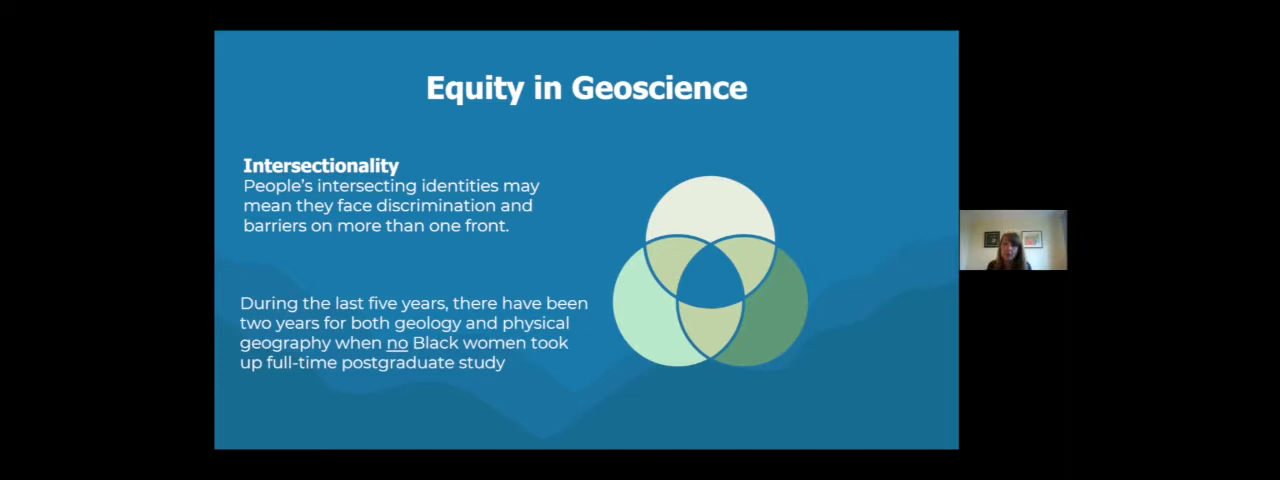 Equity in Geoscience
Intersectionality
People's intersecting identities may
mean they face discrimination and
barriers on more than one front.
During the last five years, there have been
two years for both geology and physical
geography when no Black women took
up full-time postgraduate study